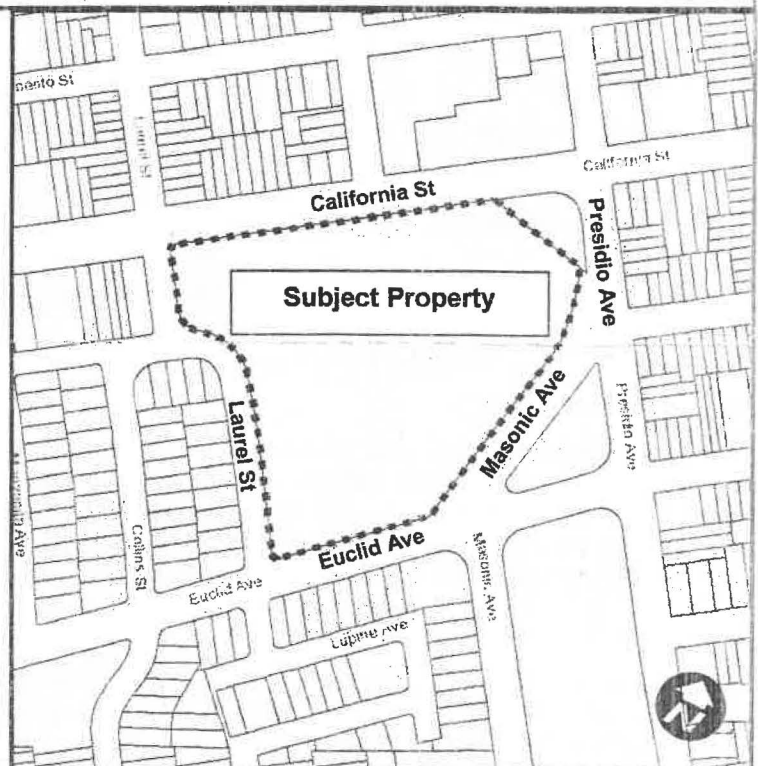 California St
California St
Presidio Ave
Subject Property
Laurel St
Masonic Ave
Presidio Ave
Euclid Ave
Masonic Ave
Collins St
Euclid Ave
Lupine Ave
N